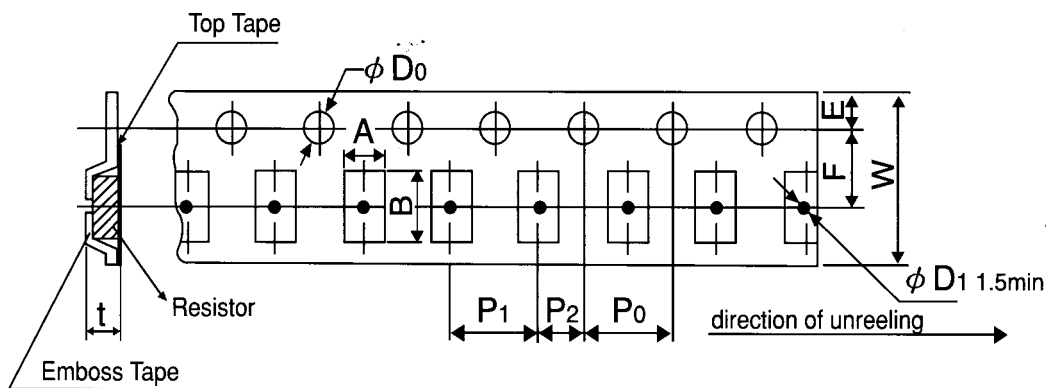 Top Tape
ϕ D0
A
B
E
F
W
ϕ D1 1.5min
t
Resistor
P1
P2
P0
direction of unreeling
Emboss Tape